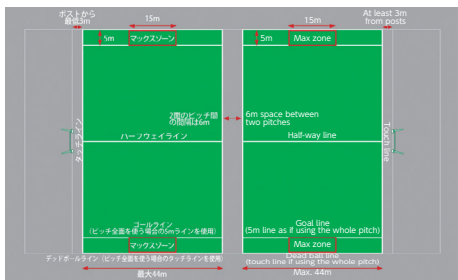 ポストから
最低3m
15m
5m
マックスゾーン
2面のピッチ間
の間隔は6m
ハーフウェイライン
タッチライン
ゴールライン
(ピッチ全面を使う場合の5mラインを使用)
マックスゾーン
デッドボールライン (ピッチ全面を使う場合のタッチラインを使用)
最大44m
At least 3m
from posts
15m
5m
Max zone
6m space between
two pitches
Half-way line
Touch line
Goal line
(5m line as if using the whole pitch)
Max zone
Dead ball line
(touch line if using the whole pitch)
Max. 44m